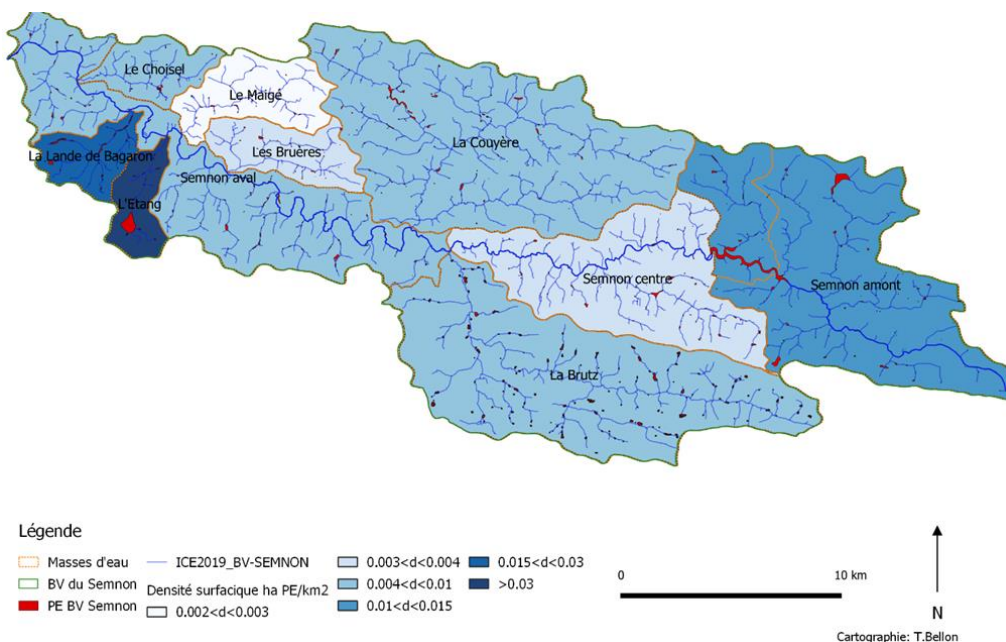 Le Choisel
Le Maigé
La Couyère
La Lande de Bagaron
Les Bruères
Semnon aval
L'Etang
Semnon centre
Semnon amont
La Brutz
Légende
Masses d'eau
BV du Semnon
PE BV Semnon
ICE2019_BV-SEMNON
Densité surfacique ha PE/km2
0.002<d<0.003
0.003<d<0.004
0.004<d<0.01
0.01<d<0.015
0.015<d<0.03
>0.03
0
10 km
N
Cartographie: T.Bellon